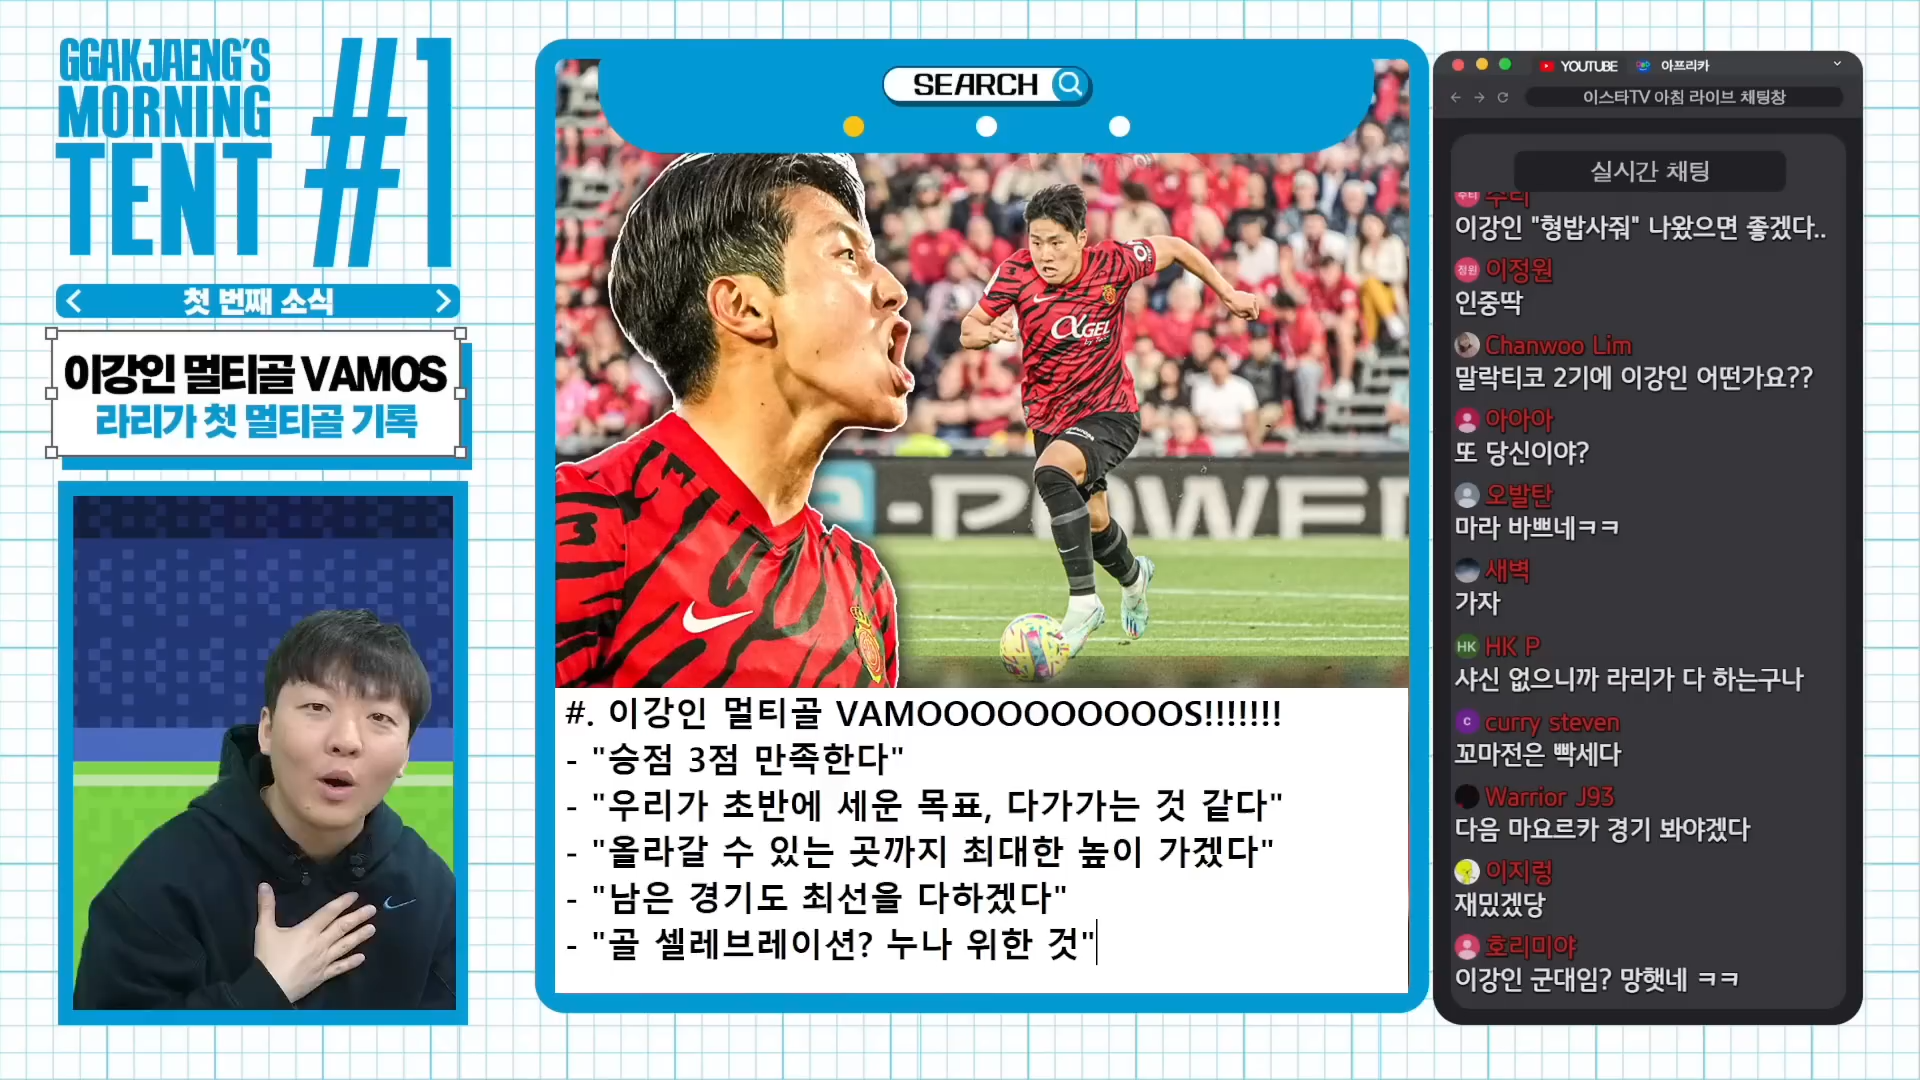 GGAKJAENG'S
MORNING
TENT
#1
첫 번째 소식
이강인 멀티골 VAMOS
라리가 첫 멀티골 기록
SEARCH
αGEL
-POWER
#. 이강인 멀티골 VAMOOOOOOOOOOOS!!!!!!!
- "승점 3점 만족한다"
- "우리가 초반에 세운 목표, 다가가는 것 같다"
- "올라갈 수 있는 곳까지 최대한 높이 가겠다"
- "남은 경기도 최선을 다하겠다"
- "골 셀레브레이션? 누나 위한 것"
YOUTUBE
아프리카
이스타TV 아침 라이브 채팅창
실시간 채팅
이강인 "형밥사줘" 나왔으면 좋겠다..
정원 이정원
인중딱
Chanwoo Lim
말락티코 2기에 이강인 어떤가요??
아아아
또 당신이야?
오발탄
마라 바쁘네ㅋㅋ
새벽
가자
HK HK P
샤신 없으니까 라리가 다 하는구나
c curry steven
꼬마전은 빡세다
Warrior J93
다음 마요르카 경기 봐야겠다
이지렁
재밌겠당
호리미야
이강인 군대임? 망햇네 ㅋㅋ